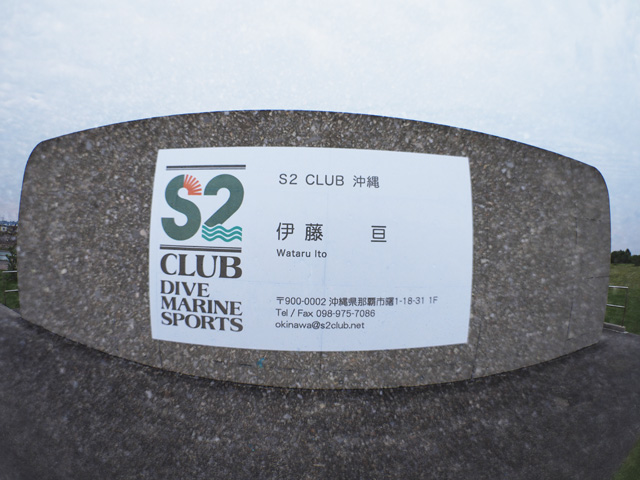 S2
CLUB
DIVE
MARINE
SPORTS
S2 CLUB 沖縄
伊藤 亘
Wataru Ito
〒900-0002 沖縄県那覇市曙1-18-31 1F
Tel / Fax 098-975-7086
okinawa@s2club.net